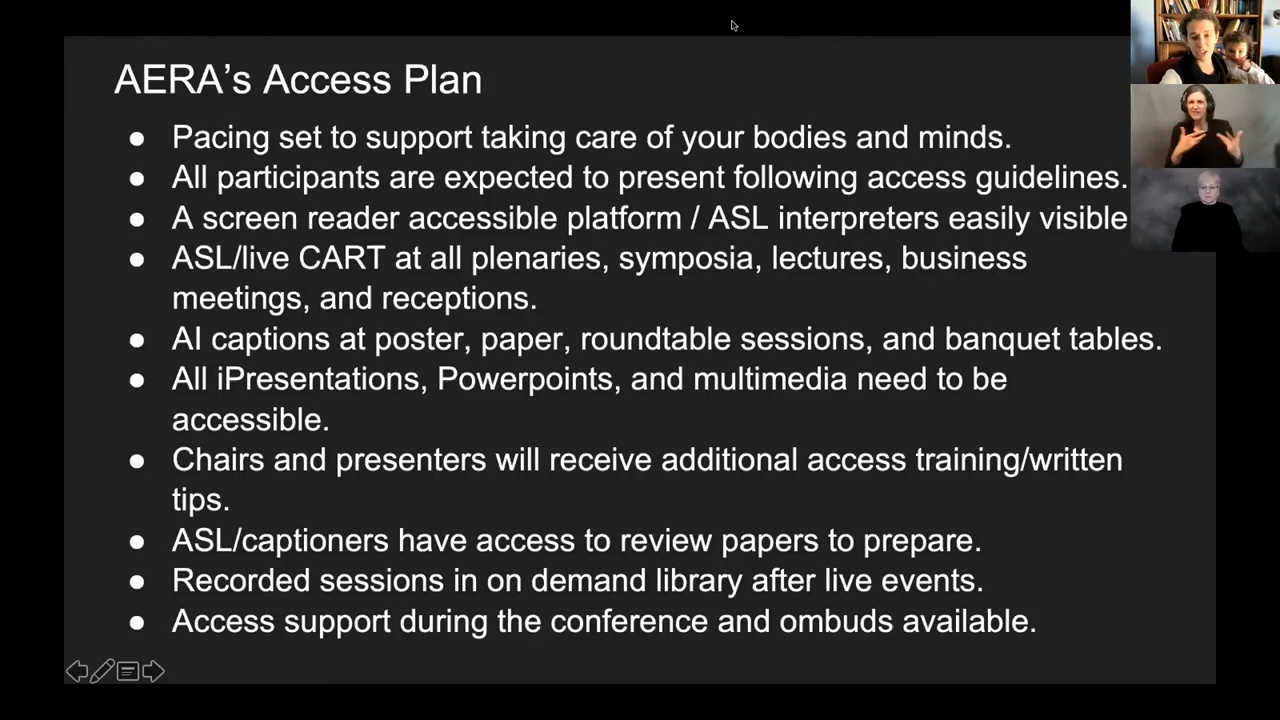 AERA's Access Plan
● Pacing set to support taking care of your bodies and minds.
● All participants are expected to present following access guidelines.
● A screen reader accessible platform / ASL interpreters easily visible
● ASL/live CART at all plenaries, symposia, lectures, business
meetings, and receptions.
● AI captions at poster, paper, roundtable sessions, and banquet tables.
● All iPresentations, Powerpoints, and multimedia need to be
accessible.
● Chairs and presenters will receive additional access training/written
tips.
● ASL/captioners have access to review papers to prepare.
● Recorded sessions in on demand library after live events.
● Access support during the conference and ombuds available.